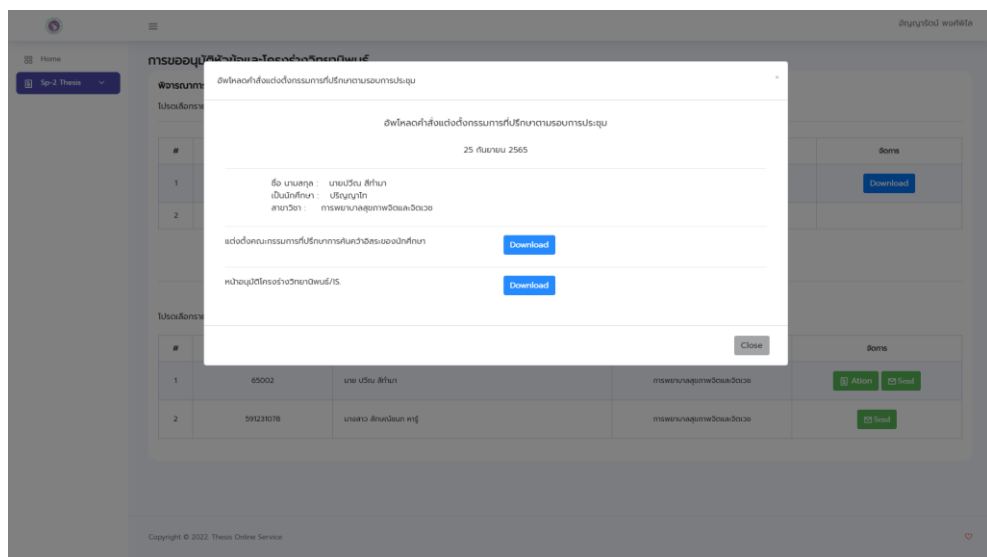 อัญญารัตน์ พงศ์พิไล
Home
Sp-2 Thesis
การขออนุมัติหัวข้อและโครงร่างวิทยานิพนธ์
อัพโหลดคำสั่งแต่งตั้งกรรมการที่ปรึกษาตามรอบการประชุม
×
อัพโหลดคำสั่งแต่งตั้งกรรมการที่ปรึกษาตามรอบการประชุม
25 กันยายน 2565
ชื่อ นามสกุล : นายปวีณ สีทำมา
เป็นนักศึกษา : ปริญญาโท
สาขาวิชา : การพยาบาลสุขภาพจิตและจิตเวช
แต่งตั้งคณะกรรมการที่ปรึกษาการค้นคว้าอิสระของนักศึกษา Download
หน้าอนุมัติโครงร่างวิทยานิพนธ์/IS. Download
Close
# จัดการ
1 Download
2
# จัดการ
1 65002 นาย ปวีณ สีทำมา การพยาบาลสุขภาพจิตและจิตเวช Ation Send
2 591231078 นางสาว ลักษณ์ชนก การพยาบาลสุขภาพจิตและจิตเวช Send
Copyright © 2022. Thesis Online Service